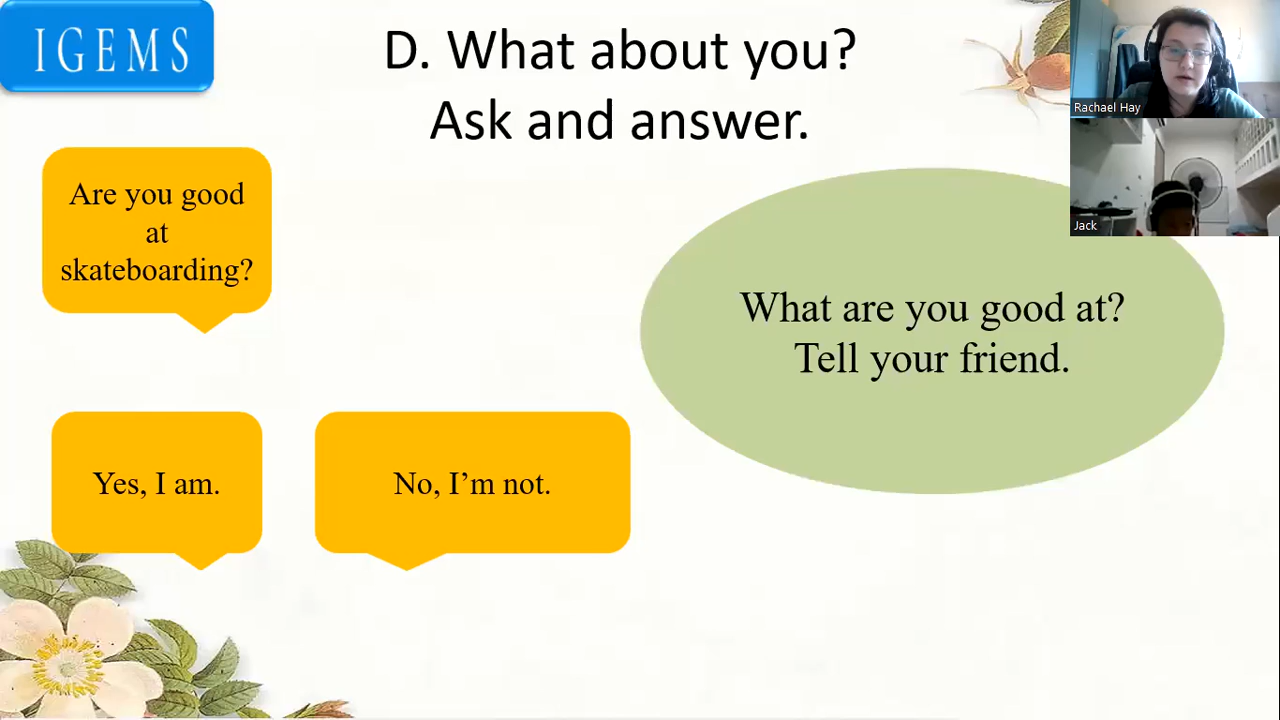 IGEMS
D. What about you?
Ask and answer.
Rachael Hay
Jack
Are you good
at
skateboarding?
What are you good at?
Tell your friend.
Yes, I am.
No, I’m not.